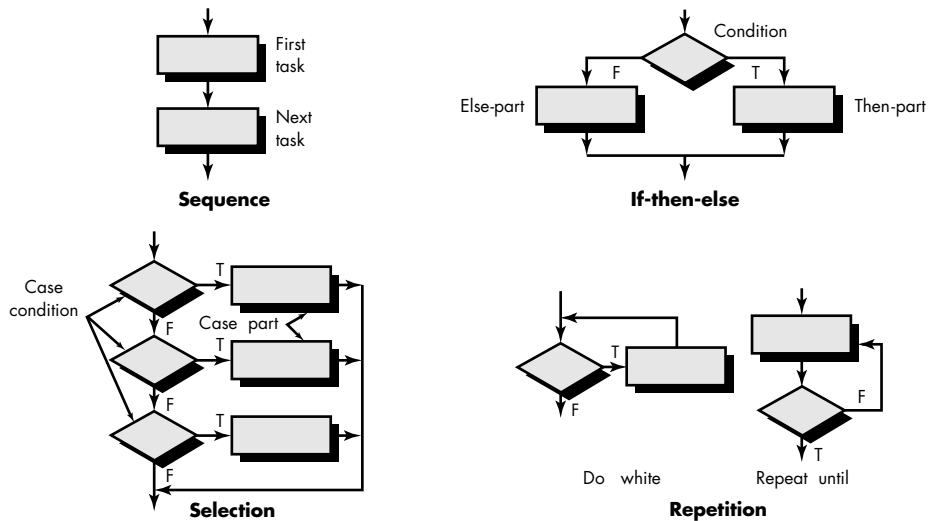 First
task
Next
task
Sequence
Condition
F
T
Else-part
Then-part
If-then-else
Case
condition
T
F
Case part
T
F
T
F
Selection
T
F
Do white
F
T
Repeat until
Repetition